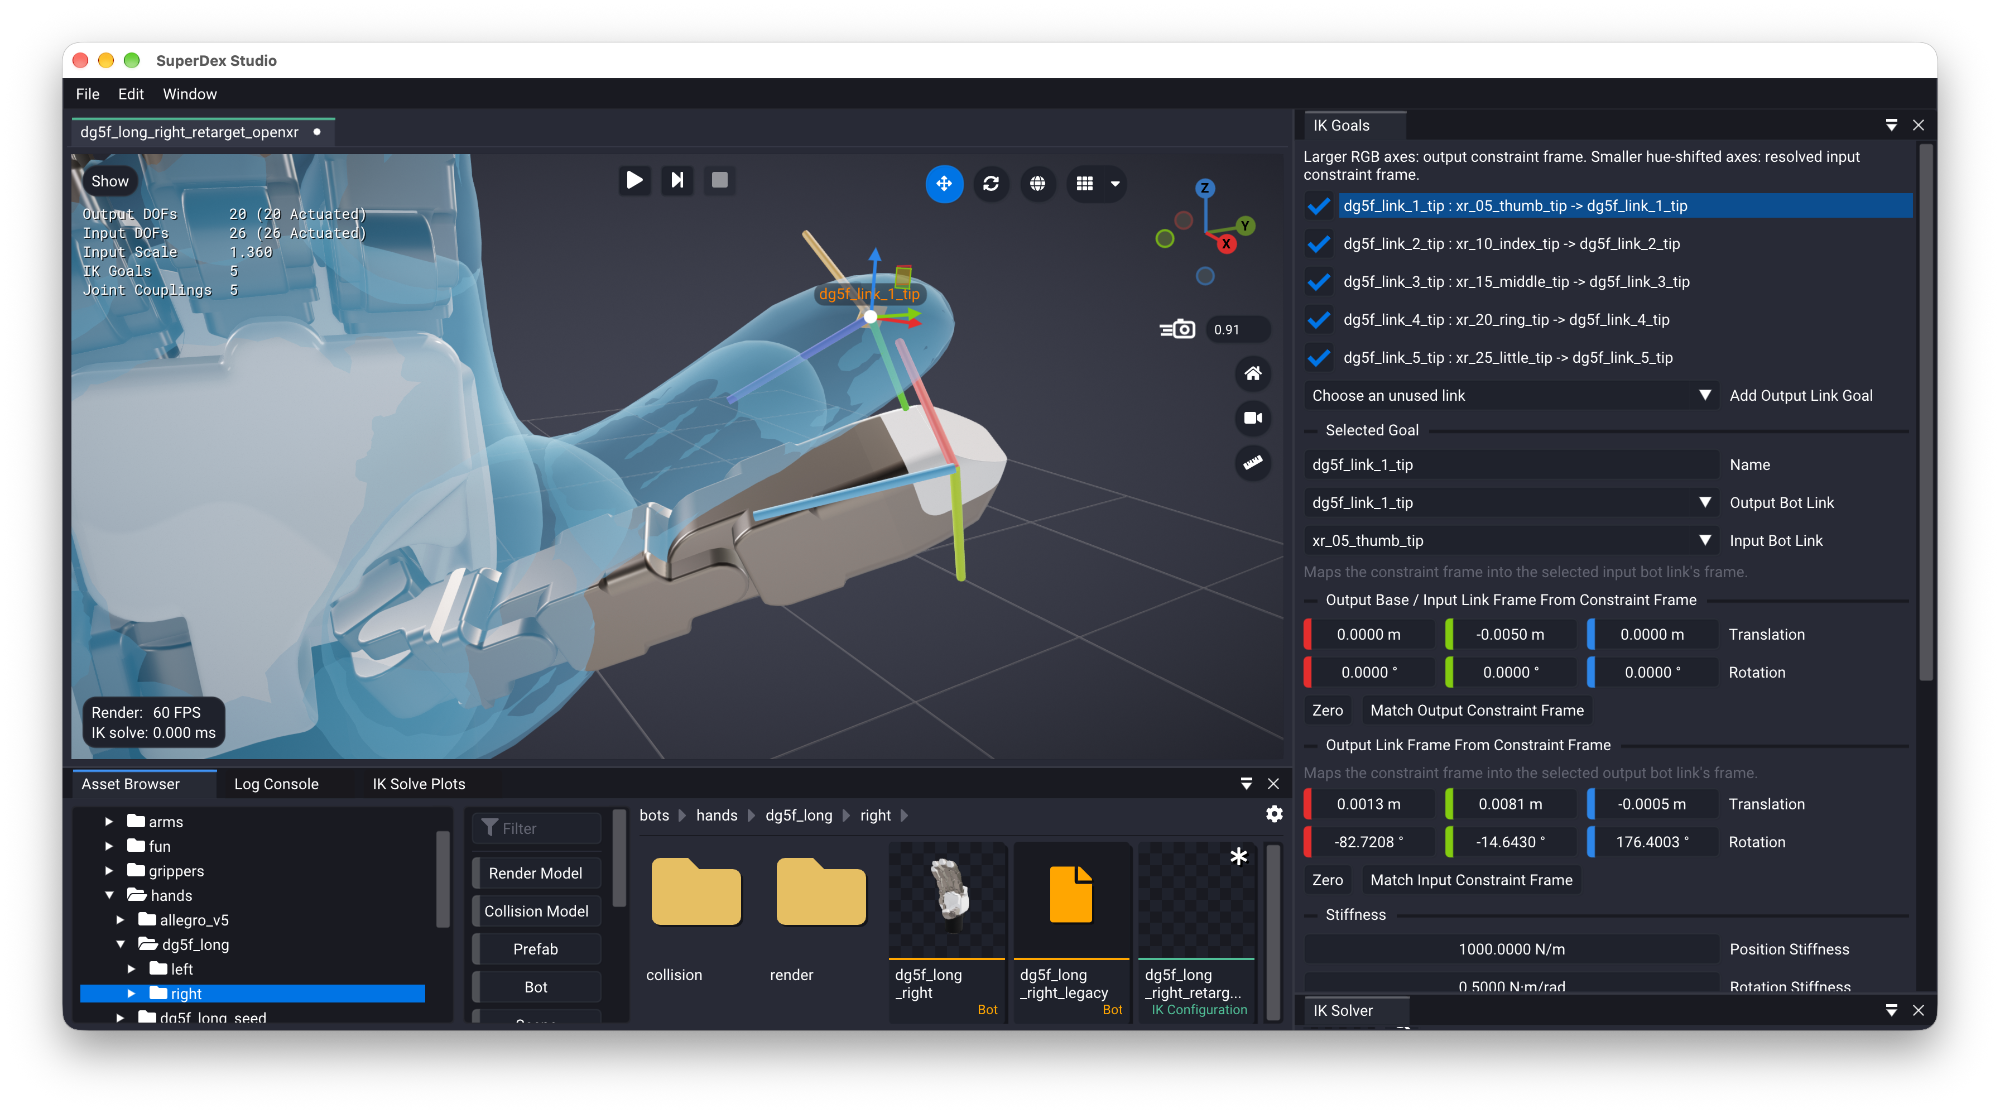 SuperDex Studio
File Edit Window
dg5f_long_right_retarget_openxr
Show
Output DOFs 20 (20 Actuated)
Input DOFs 26 (26 Actuated)
Input Scale 1.360
IK Goals 5
Joint Couplings 5
dg5f_link_1_tip
Z
Y
X
0.91
Render: 60 FPS
IK solve: 0.000 ms
IK Goals
Larger RGB axes: output constraint frame. Smaller hue-shifted axes: resolved input
constraint frame.
dg5f_link_1_tip : xr_05_thumb_tip -> dg5f_link_1_tip
dg5f_link_2_tip : xr_10_index_tip -> dg5f_link_2_tip
dg5f_link_3_tip : xr_15_middle_tip -> dg5f_link_3_tip
dg5f_link_4_tip : xr_20_ring_tip -> dg5f_link_4_tip
dg5f_link_5_tip : xr_25_little_tip -> dg5f_link_5_tip
Choose an unused link Add Output Link Goal
Selected Goal
dg5f_link_1_tip Name
dg5f_link_1_tip Output Bot Link
xr_05_thumb_tip Input Bot Link
Maps the constraint frame into the selected input bot link's frame.
Output Base / Input Link Frame From Constraint Frame
0.0000 m -0.0050 m 0.0000 m Translation
0.0000 ° 0.0000 ° 0.0000 ° Rotation
Zero Match Output Constraint Frame
Output Link Frame From Constraint Frame
Maps the constraint frame into the selected output bot link's frame.
0.0013 m 0.0081 m -0.0005 m Translation
-82.7208 ° -14.6430 ° 176.4003 ° Rotation
Zero Match Input Constraint Frame
Stiffness
1000.0000 N/m Position Stiffness
0.5000 N·m/rad Rotation Stiffness
IK Solver
Asset Browser Log Console IK Solve Plots
arms
fun
grippers
hands
allegro_v5
dg5f_long
left
right
dg5f_long_seed
Filter
Render Model
Collision Model
Prefab
Bot
bots hands dg5f_long right
collision
render
dg5f_long
_right
Bot
dg5f_long
_right_legacy
Bot
dg5f_long
_right_retarg...
IK Configuration